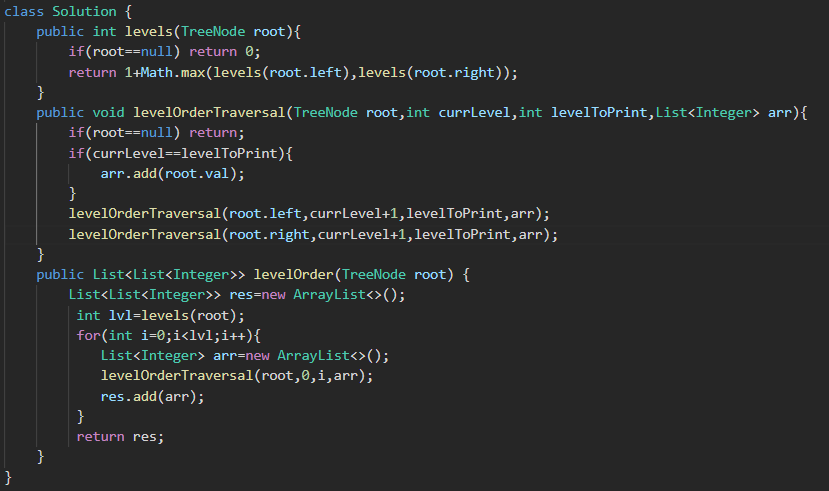 class Solution {
    public int levels(TreeNode root){
        if(root==null) return 0;
        return 1+Math.max(levels(root.left),levels(root.right));
    }
    public void levelOrderTraversal(TreeNode root,int currLevel,int levelToPrint,List<Integer> arr){
        if(root==null) return;
        if(currLevel==levelToPrint){
            arr.add(root.val);
        }
        levelOrderTraversal(root.left,currLevel+1,levelToPrint,arr);
        levelOrderTraversal(root.right,currLevel+1,levelToPrint,arr);
    }
    public List<List<Integer>> levelOrder(TreeNode root) {
        List<List<Integer>> res=new ArrayList<>();
         int lvl=levels(root);
         for(int i=0;i<lvl;i++){
            List<Integer> arr=new ArrayList<>();
            levelOrderTraversal(root,0,i,arr);
            res.add(arr);
         }
         return res;
    }
}